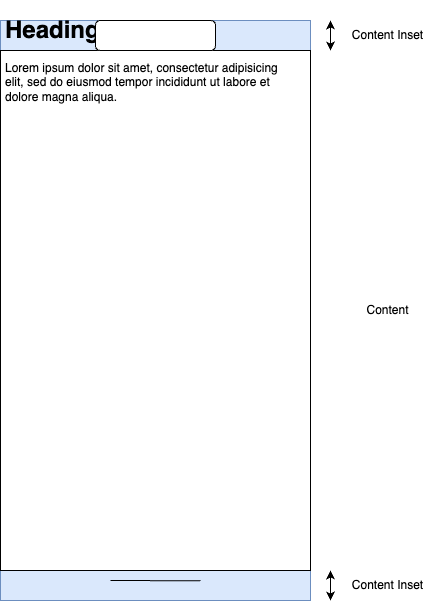 Heading
Content Inset
Lorem ipsum dolor sit amet, consectetur adipisicing
elit, sed do eiusmod tempor incididunt ut labore et
dolore magna aliqua.
Content
Content Inset